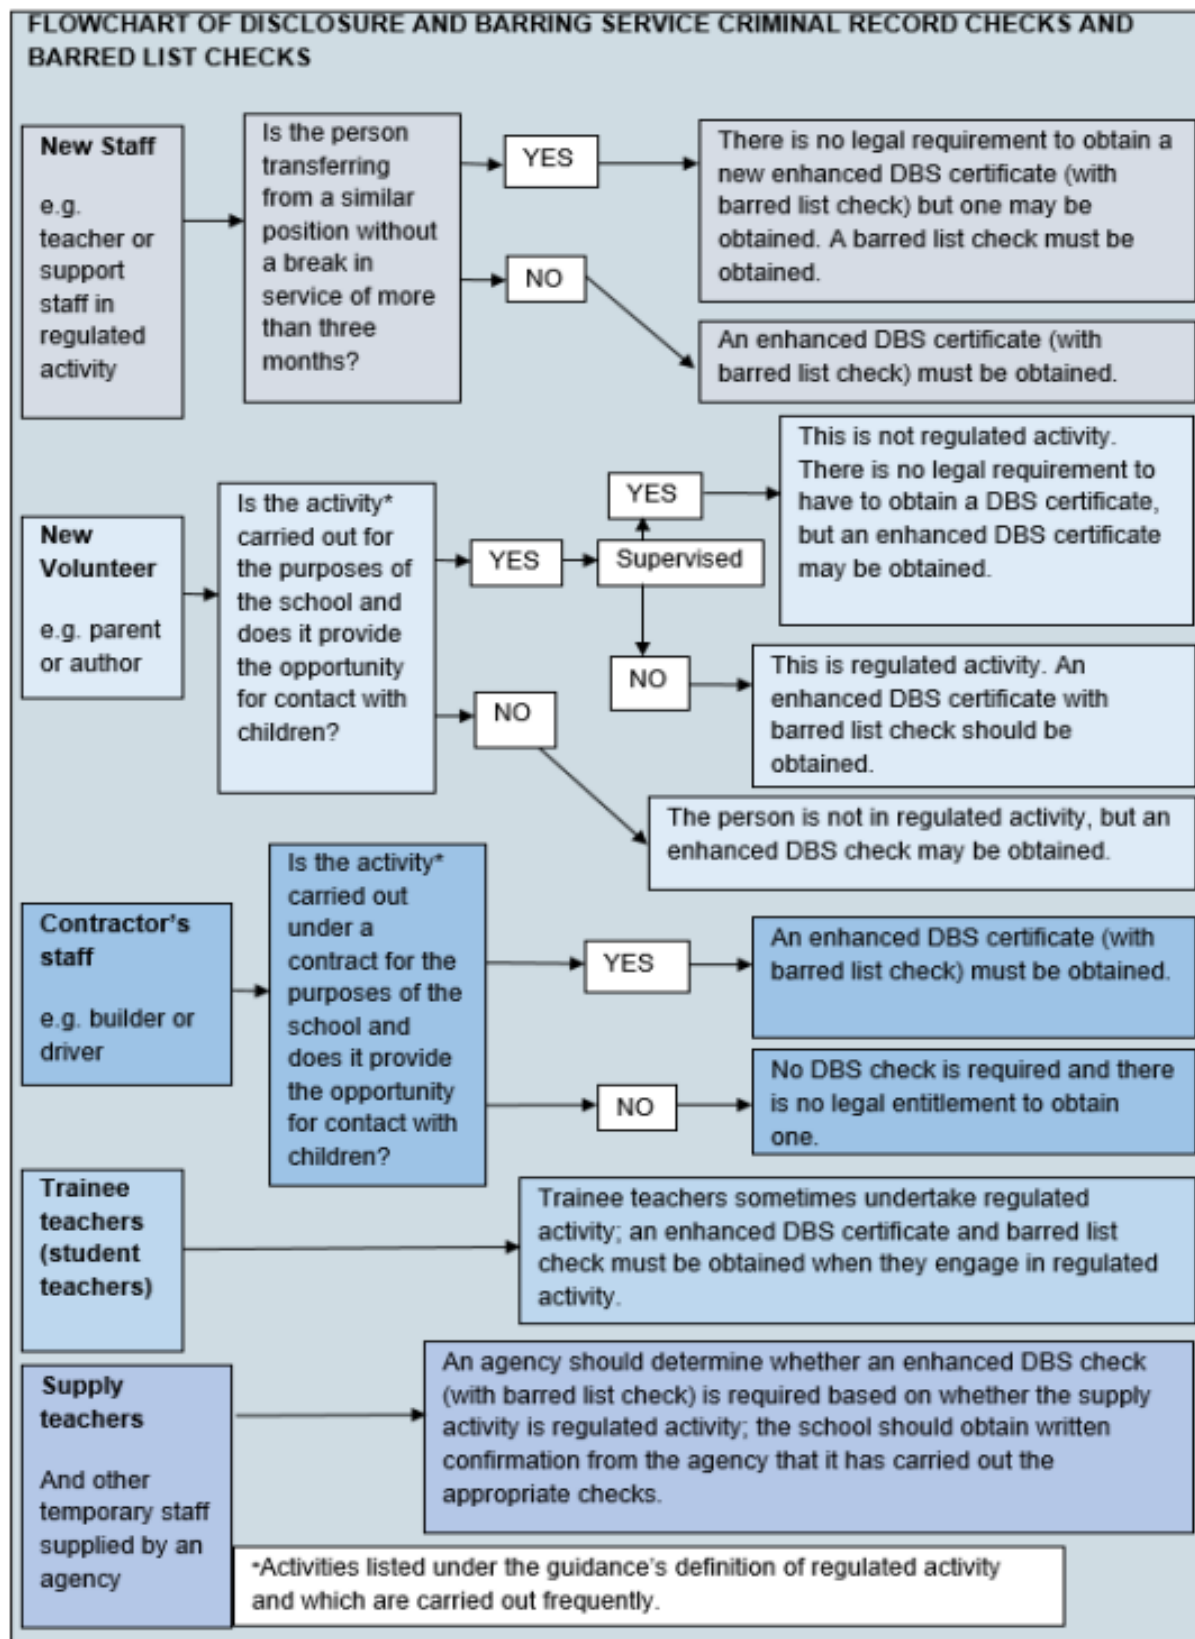 FLOWCHART OF DISCLOSURE AND BARRING SERVICE CRIMINAL RECORD CHECKS AND
BARRED LIST CHECKS
New Staff
e.g.
teacher or
support
staff in
regulated
activity
Is the person
transferring
from a similar
position without
a break in
service of more
than three
months?
YES
There is no legal requirement to obtain a
new enhanced DBS certificate (with
barred list check) but one may be
obtained. A barred list check must be
obtained.
NO
An enhanced DBS certificate (with
barred list check) must be obtained.
New
Volunteer
e.g. parent
or author
Is the activity*
carried out for
the purposes of
the school and
does it provide
the opportunity
for contact with
children?
YES
Supervised
YES
This is not regulated activity.
There is no legal requirement to
have to obtain a DBS certificate,
but an enhanced DBS certificate
may be obtained.
NO
This is regulated activity. An
enhanced DBS certificate with
barred list check should be
obtained.
NO
The person is not in regulated activity, but an
enhanced DBS check may be obtained.
Contractor's
staff
e.g. builder or
driver
Is the activity*
carried out
under a
contract for the
purposes of the
school and
does it provide
the opportunity
for contact with
children?
YES
An enhanced DBS certificate (with
barred list check) must be obtained.
NO
No DBS check is required and there
is no legal entitlement to obtain
one.
Trainee
teachers
(student
teachers)
Trainee teachers sometimes undertake regulated
activity; an enhanced DBS certificate and barred list
check must be obtained when they engage in regulated
activity.
Supply
teachers
And other
temporary staff
supplied by an
agency
An agency should determine whether an enhanced DBS check
(with barred list check) is required based on whether the supply
activity is regulated activity; the school should obtain written
confirmation from the agency that it has carried out the
appropriate checks.
*Activities listed under the guidance's definition of regulated activity
and which are carried out frequently.